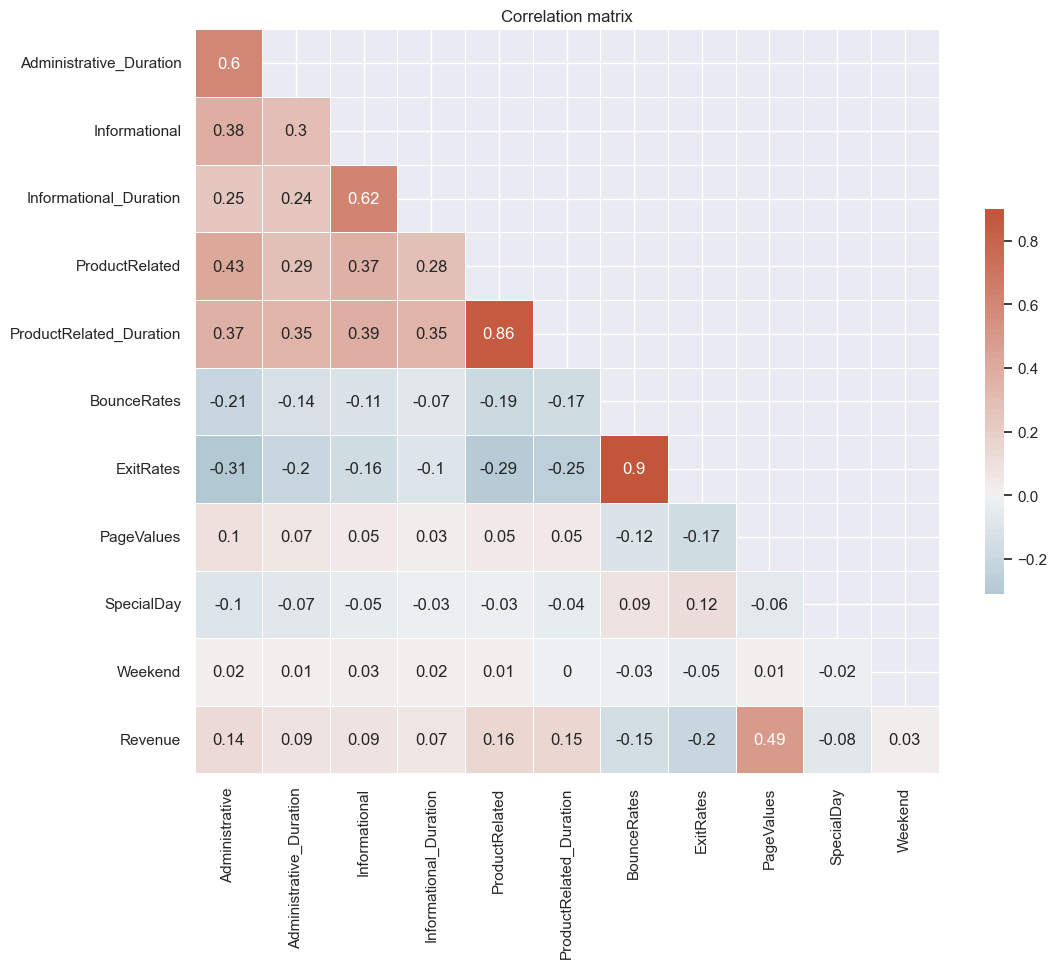 Correlation matrix
Administrative_Duration 0.6
Informational 0.38 0.3
Informational_Duration 0.25 0.24 0.62
ProductRelated 0.43 0.29 0.37 0.28
ProductRelated_Duration 0.37 0.35 0.39 0.35 0.86
BounceRates -0.21 -0.14 -0.11 -0.07 -0.19 -0.17
ExitRates -0.31 -0.2 -0.16 -0.1 -0.29 -0.25 0.9
PageValues 0.1 0.07 0.05 0.03 0.05 0.05 -0.12 -0.17
SpecialDay -0.1 -0.07 -0.05 -0.03 -0.03 -0.04 0.09 0.12 -0.06
Weekend 0.02 0.01 0.03 0.02 0.01 0 -0.03 -0.05 0.01 -0.02
Revenue 0.14 0.09 0.09 0.07 0.16 0.15 -0.15 -0.2 0.49 -0.08 0.03
Administrative
Administrative_Duration
Informational
Informational_Duration
ProductRelated
ProductRelated_Duration
BounceRates
ExitRates
PageValues
SpecialDay
Weekend
0.8
0.6
0.4
0.2
0.0
−0.2